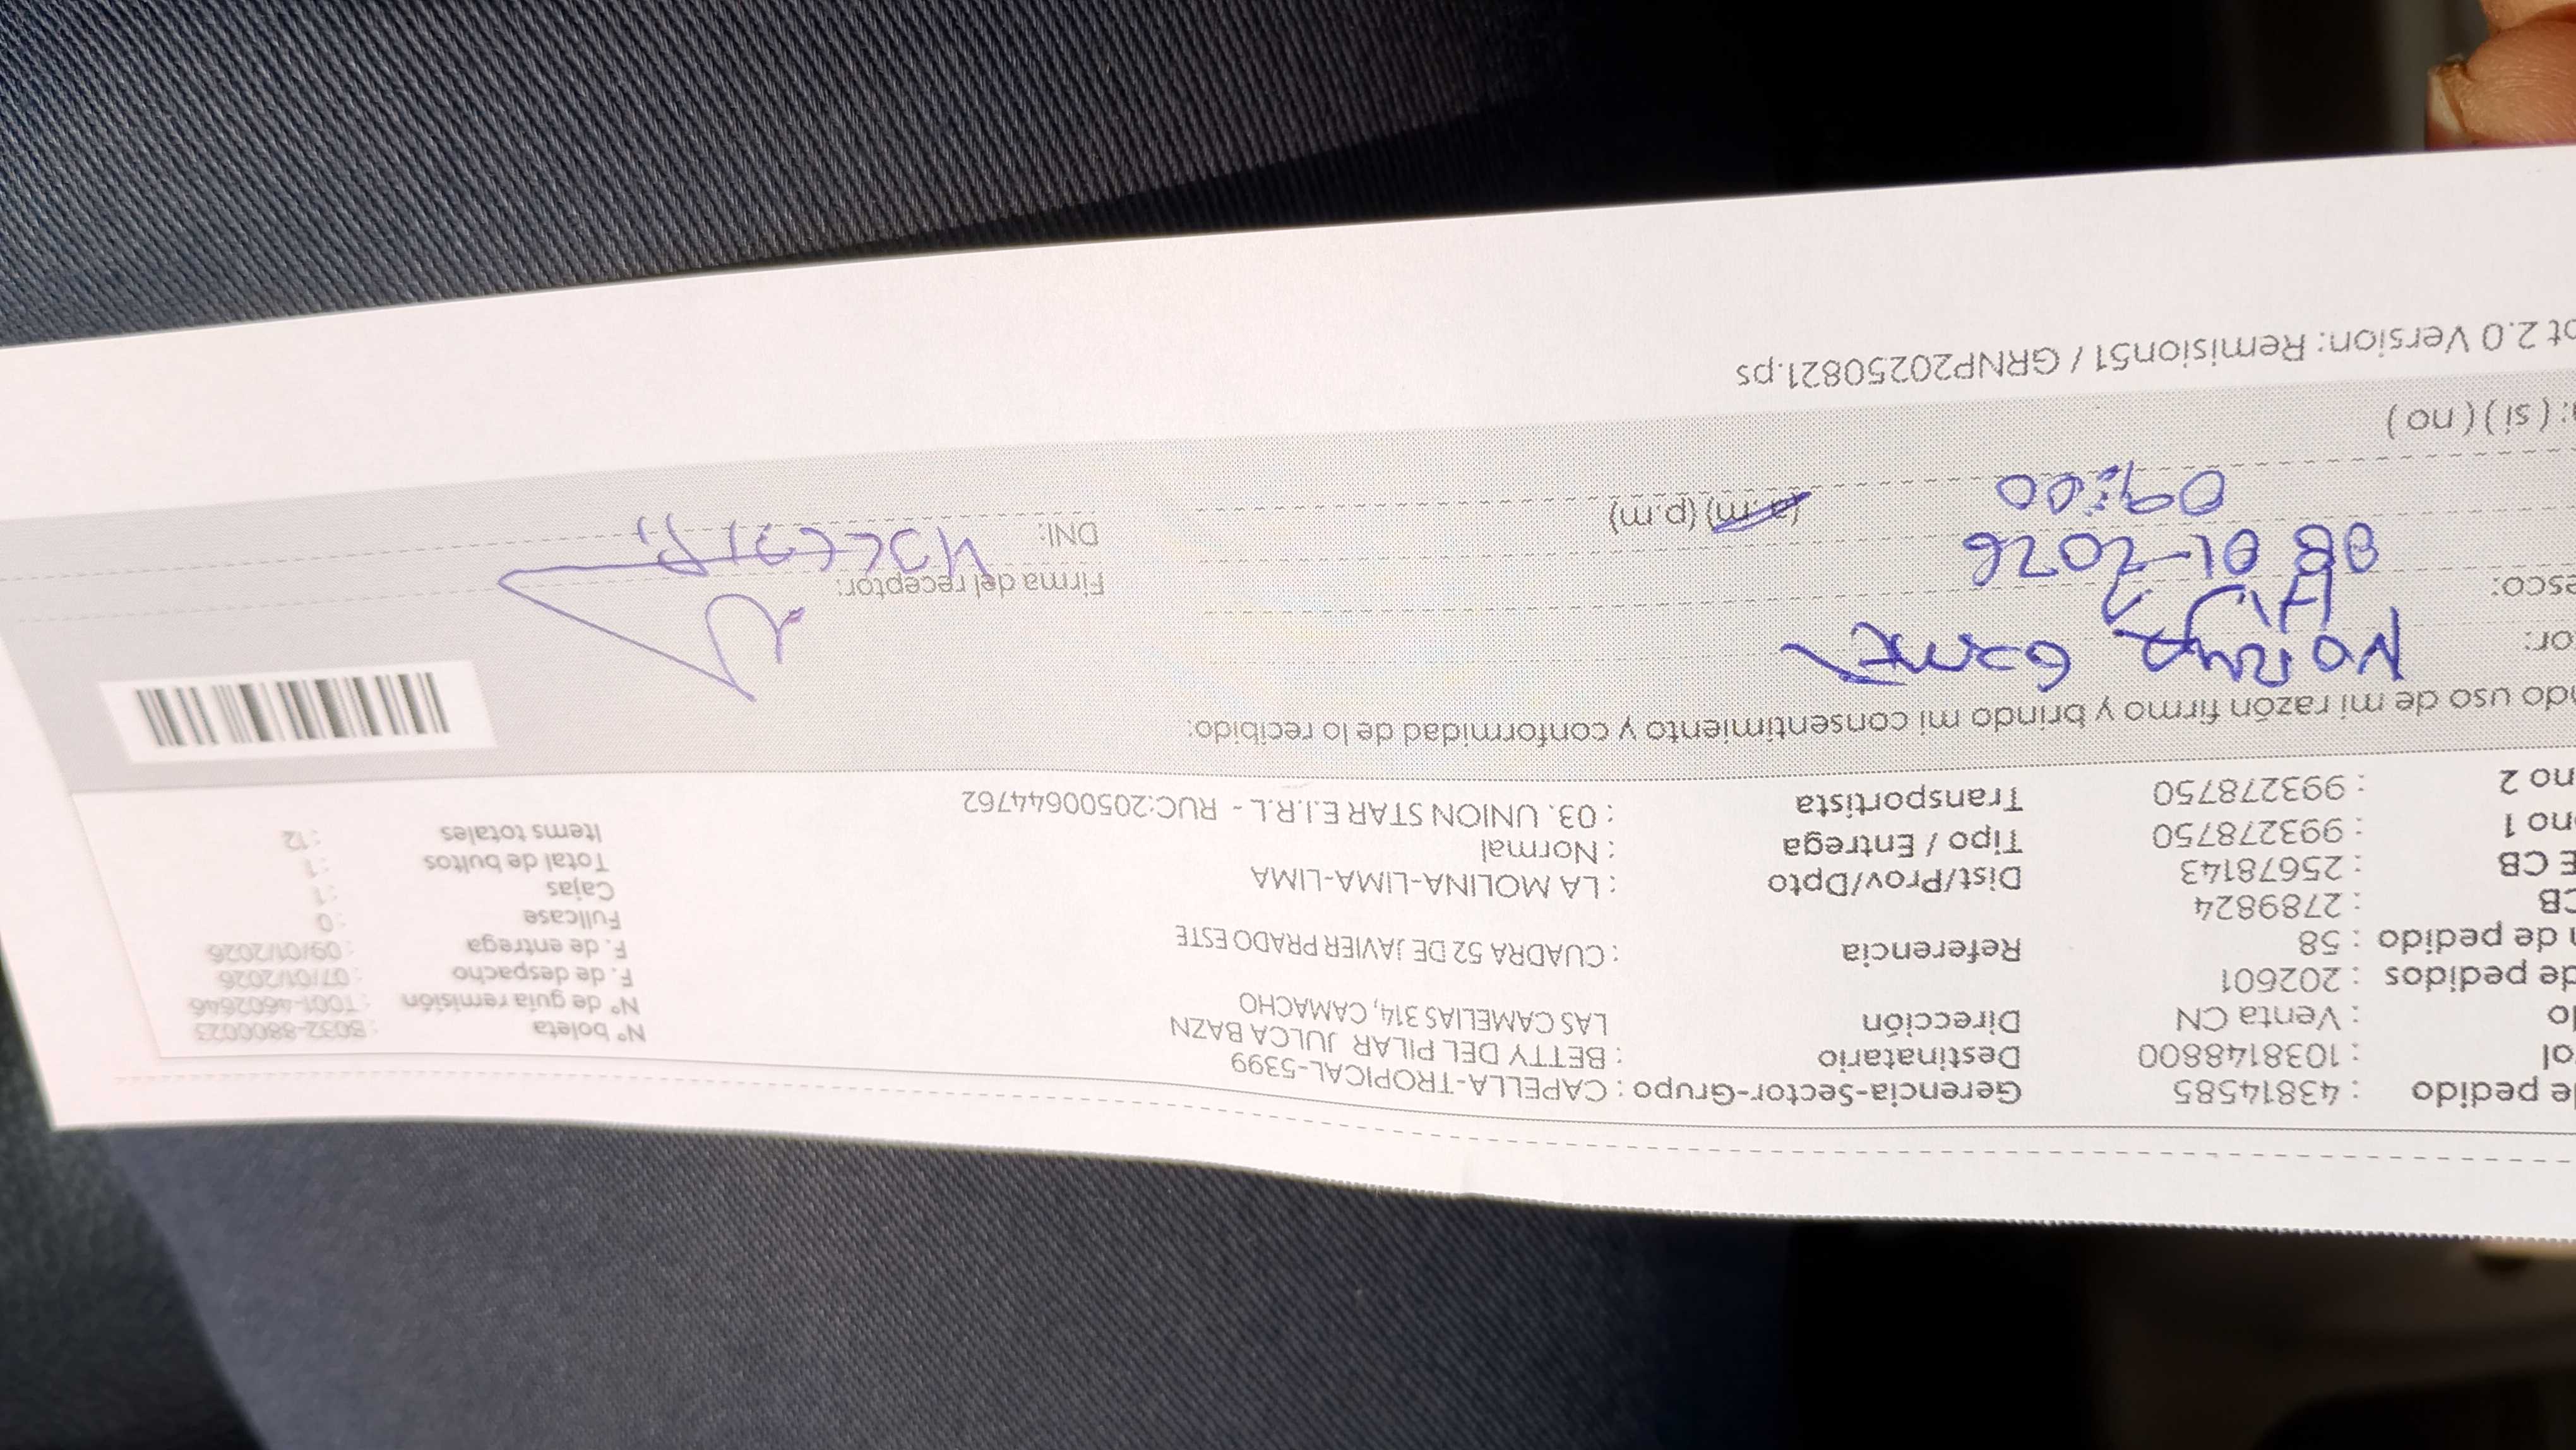 e pedido : 43814585 Gerencia-Sector-Grupo : CAPELLA-TROPICAL-5399
ol : 1038148800 Destinatario : BETTY DEL PILAR JULCA BAZN
lo : Venta CN Dirección LAS CAMELIAS 314, CAMACHO
de pedidos : 202601
n de pedido : 58 Referencia : CUADRA 52 DE JAVIER PRADO ESTE
CB : 2789824
E CB : 25678143 Dist/Prov/Dpto : LA MOLINA-LIMA-LIMA
no 1 : 993278750 Tipo / Entrega : Normal
no 2 : 993278750 Transportista : 03. UNION STAR E.I.R.L - RUC:20500644762
N° boleta : B032-8800023
N° de guía remisión : T001-4602646
F. de despacho : 07/01/2026
F. de entrega : 09/01/2026
Fullcase : 0
Cajas : 1
Total de bultos : 1
Items totales : 12
ndo uso de mi razón firmo y brindo mi consentimiento y conformidad de lo recibido:
or: Norma
esco: Firma del receptor:
08 01-2026 DNI:
09:00 (a.m) (p.m)
: ( si ) ( no )
ot 2.0 Version: Remision51 / GRNP20250821.ps